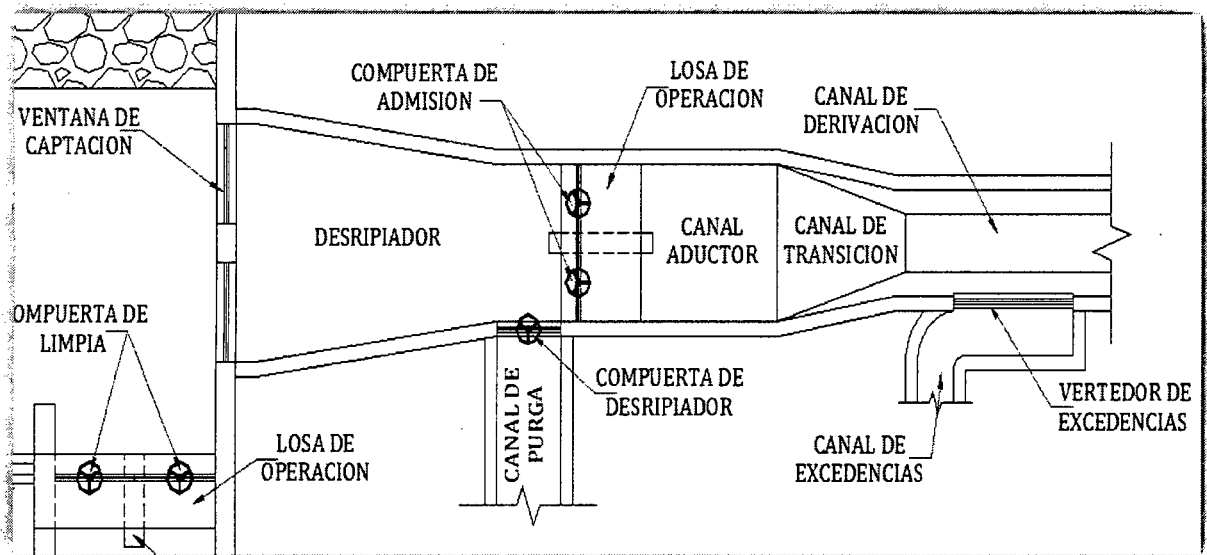 COMPUERTA DE
ADMISION
LOSA DE
OPERACION
CANAL DE
DERIVACION
VENTANA DE
CAPTACION
DESRIPIADOR
CANAL
ADUCTOR
CANAL DE
TRANSICION
OMPUERTA DE
LIMPIA
COMPUERTA DE
DESRIPIADOR
CANAL DE
PURGA
VERTEDOR DE
EXCEDENCIAS
CANAL DE
EXCEDENCIAS
LOSA DE
OPERACION